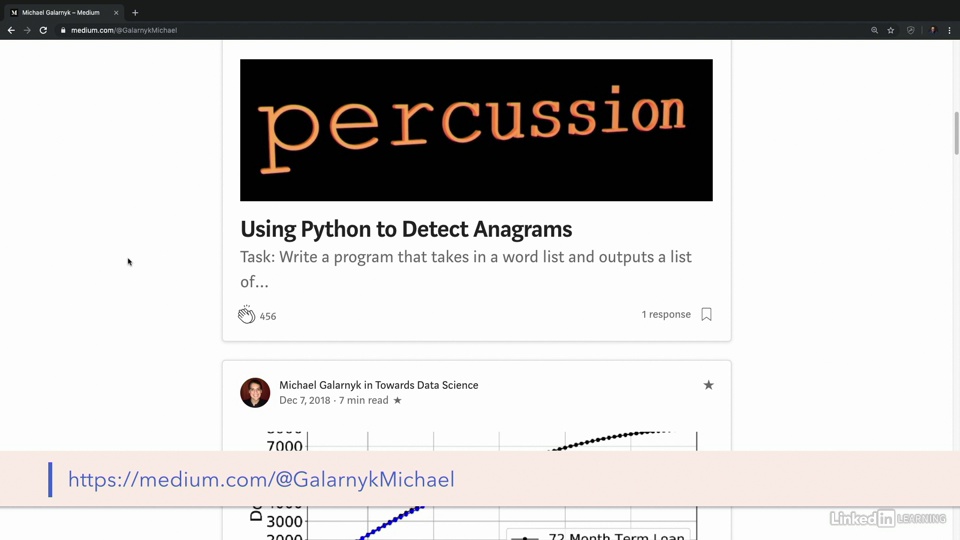 Michael Galarnyk – Medium
medium.com/@GalarnykMichael
percussion
Using Python to Detect Anagrams
Task: Write a program that takes in a word list and outputs a list
of...
456
1 response
Michael Galarnyk in Towards Data Science
Dec 7, 2018 · 7 min read ★
7000
https://medium.com/@GalarnykMichael
3000
72 Month Term Loan
Linked in LEARNING